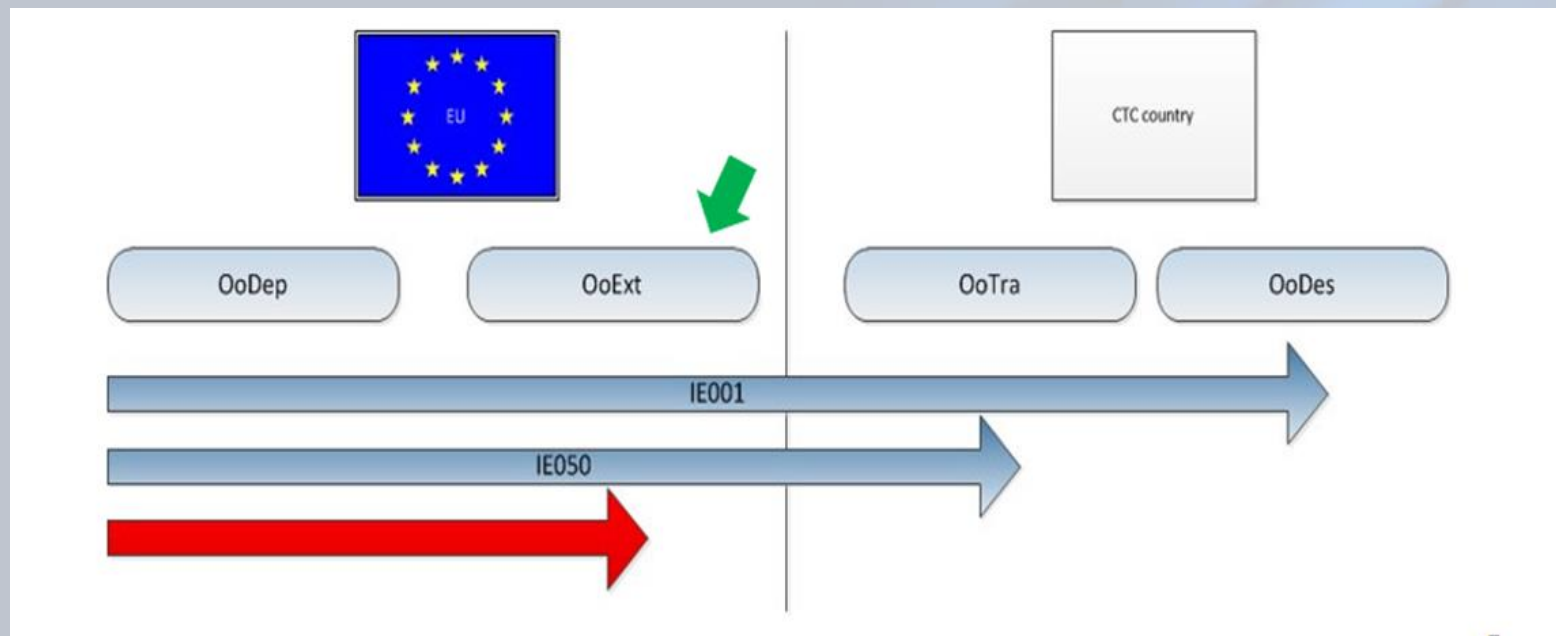 EU
CTC country
OoDep
OoExt
OoTra
OoDes
IE001
IE050